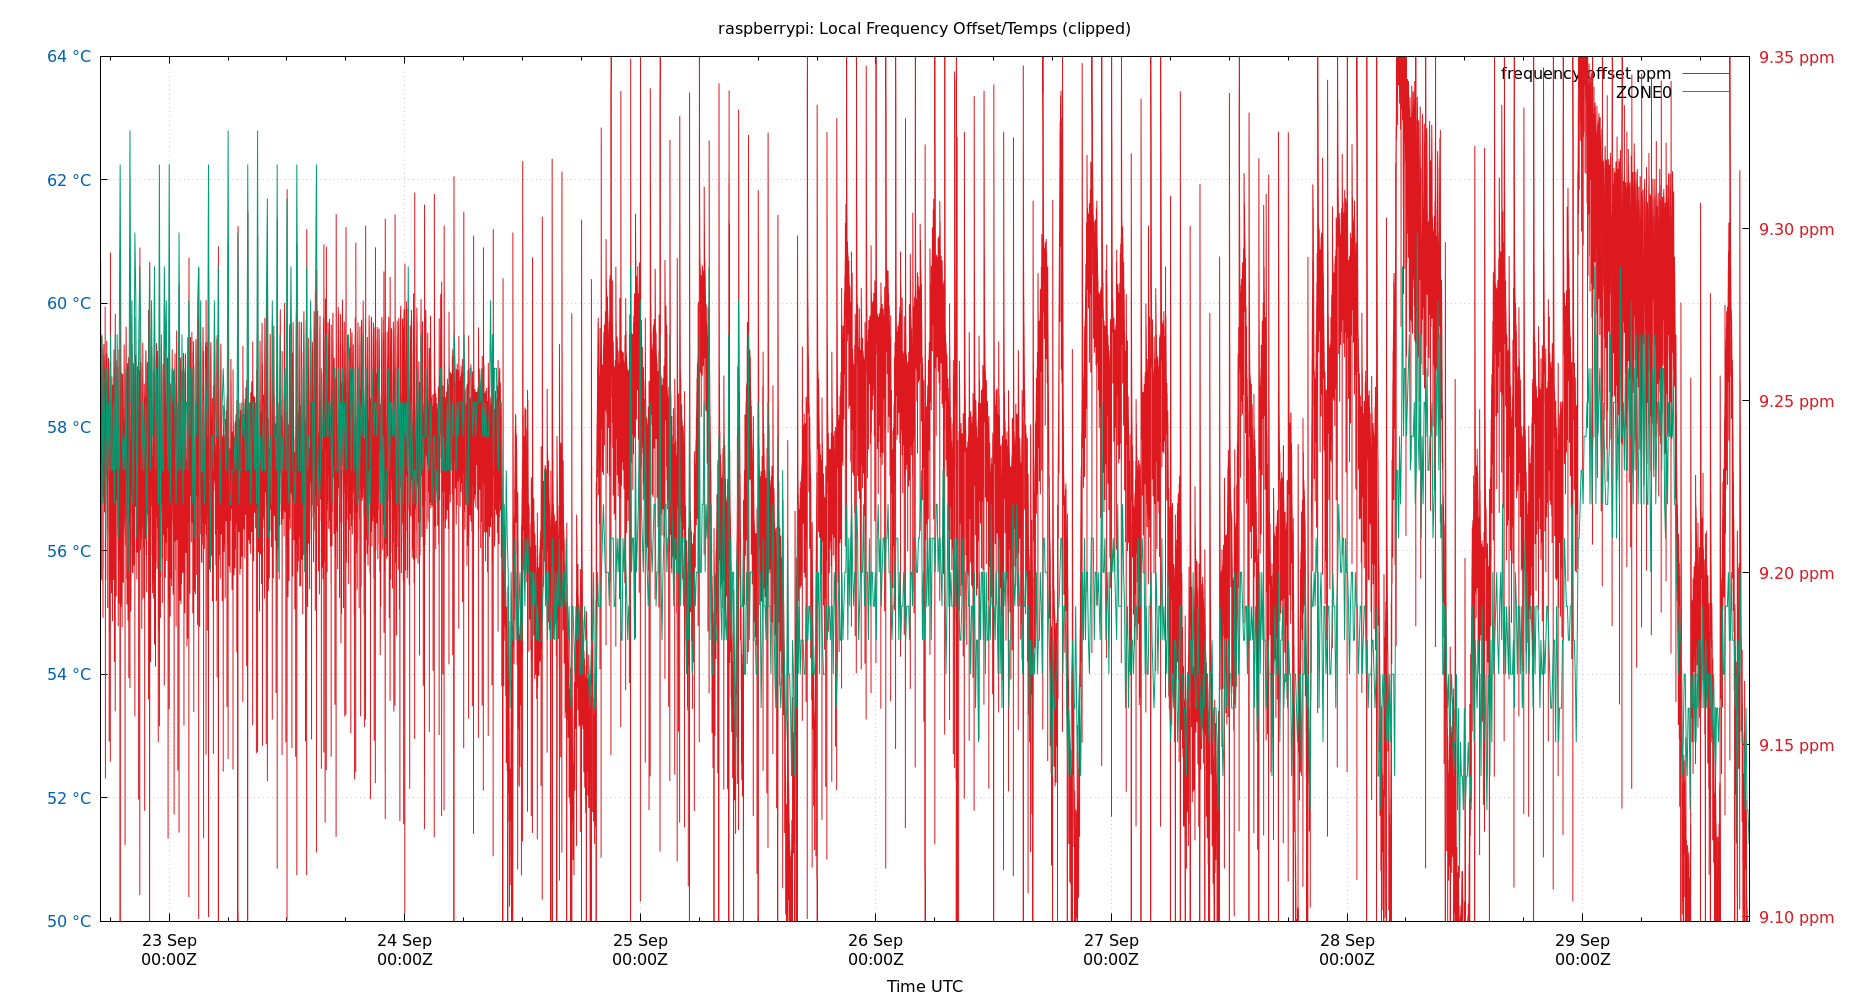 raspberrypi: Local Frequency Offset/Temps (clipped)
64 °C
62 °C
60 °C
58 °C
56 °C
54 °C
52 °C
50 °C
9.35 ppm
9.30 ppm
9.25 ppm
9.20 ppm
9.15 ppm
9.10 ppm
frequency offset ppm
ZONE0
23 Sep
00:00Z
24 Sep
00:00Z
25 Sep
00:00Z
26 Sep
00:00Z
27 Sep
00:00Z
28 Sep
00:00Z
29 Sep
00:00Z
Time UTC